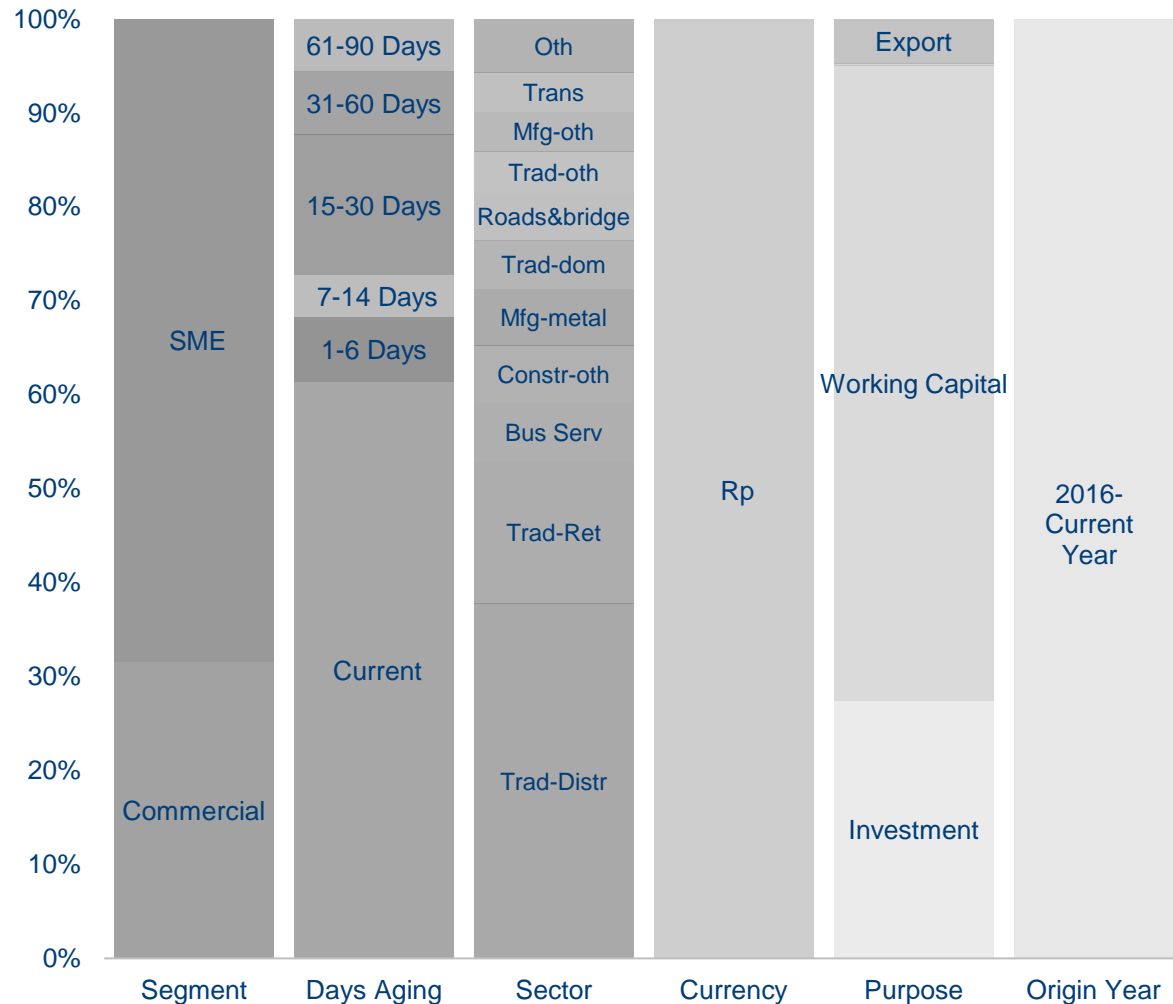 100%
90%
80%
70%
60%
50%
40%
30%
20%
10%
0%
SME
Commercial
61-90 Days
31-60 Days
15-30 Days
7-14 Days
1-6 Days
Current
Oth
Trans
Mfg-oth
Trad-oth
Roads&bridge
Trad-dom
Mfg-metal
Constr-oth
Bus Serv
Trad-Ret
Trad-Distr
Rp
Export
Working Capital
Investment
2016-
Current
Year
Segment
Days Aging
Sector
Currency
Purpose
Origin Year